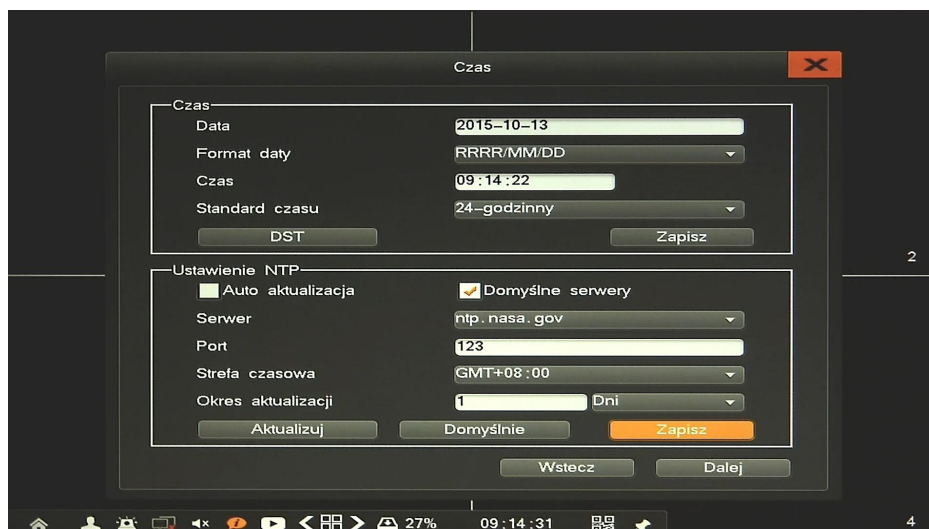 Czas
Czas
Data 2015-10-13
Format daty RRRR/MM/DD
Czas 09:14:22
Standard czasu 24-godzinny
DST Zapisz
2
Ustawienie NTP
Auto aktualizacja Domyślne serwery
Serwer ntp.nasa.gov
Port 123
Strefa czasowa GMT+08:00
Okres aktualizacji 1 Dni
Aktualizuj Domyślnie Zapisz
Wstecz Dalej
27% 09:14:31 4